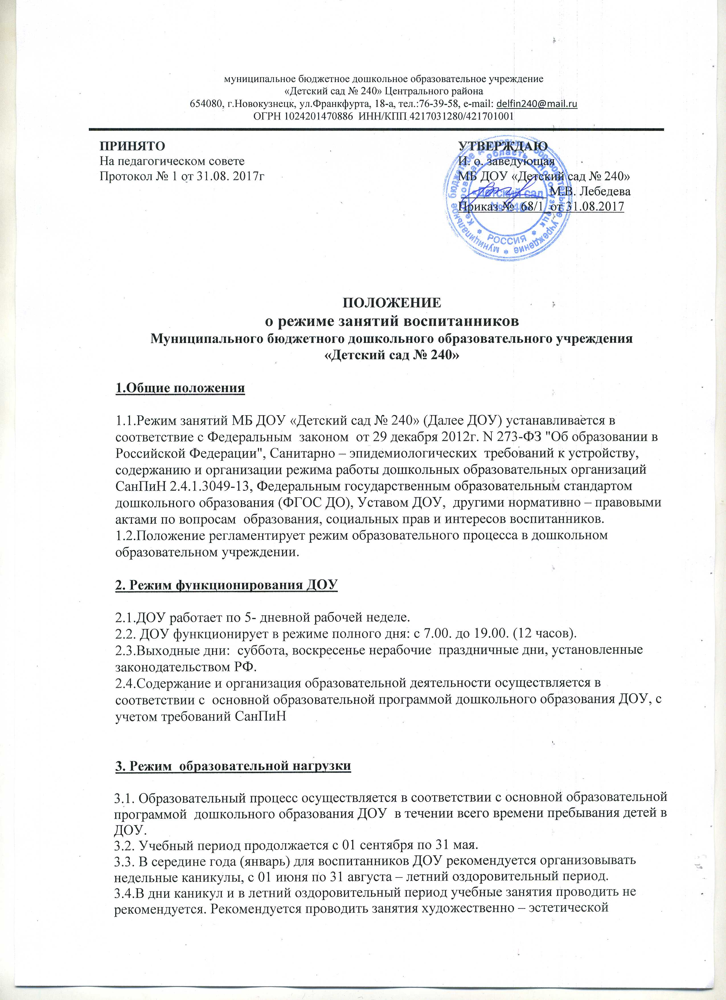 муниципальное бюджетное дошкольное образовательное учреждение
«Детский сад № 240» Центрального района
654080, г.Новокузнецк, ул.Франкфурта, 18-а, тел.:76-39-58, e-mail: delfin240@mail.ru
ОГРН 1024201470886 ИНН/КПП 4217031280/421701001
ПРИНЯТО
На педагогическом совете
Протокол № 1 от 31.08. 2017г
УТВЕРЖДАЮ
И. о. заведующая
МБ ДОУ «Детский сад № 240»
М.В. Лебедева
Приказ № 68/1 от 31.08.2017
муниципальное бюджетное дошкольное образовательное учреждение
Кемеровская область г.Новокузнецк
РОССИЯ
«Детский сад
№ 240»
ПОЛОЖЕНИЕ
о режиме занятий воспитанников
Муниципального бюджетного дошкольного образовательного учреждения
«Детский сад № 240»
1.Общие положения
1.1.Режим занятий МБ ДОУ «Детский сад № 240» (Далее ДОУ) устанавливается в
соответствие с Федеральным законом от 29 декабря 2012г. N 273-ФЗ "Об образовании в
Российской Федерации", Санитарно – эпидемиологических требований к устройству,
содержанию и организации режима работы дошкольных образовательных организаций
СанПиН 2.4.1.3049-13, Федеральным государственным образовательным стандартом
дошкольного образования (ФГОС ДО), Уставом ДОУ, другими нормативно – правовыми
актами по вопросам образования, социальных прав и интересов воспитанников.
1.2.Положение регламентирует режим образовательного процесса в дошкольном
образовательном учреждении.
2. Режим функционирования ДОУ
2.1.ДОУ работает по 5- дневной рабочей неделе.
2.2. ДОУ функционирует в режиме полного дня: с 7.00. до 19.00. (12 часов).
2.3.Выходные дни: суббота, воскресенье нерабочие праздничные дни, установленные
законодательством РФ.
2.4.Содержание и организация образовательной деятельности осуществляется в
соответствии с основной образовательной программой дошкольного образования ДОУ, с
учетом требований СанПиН
3. Режим образовательной нагрузки
3.1. Образовательный процесс осуществляется в соответствии с основной образовательной
программой дошкольного образования ДОУ в течении всего времени пребывания детей в
ДОУ.
3.2. Учебный период продолжается с 01 сентября по 31 мая.
3.3. В середине года (январь) для воспитанников ДОУ рекомендуется организовывать
недельные каникулы, с 01 июня по 31 августа – летний оздоровительный период.
3.4.В дни каникул и в летний оздоровительный период учебные занятия проводить не
рекомендуется. Рекомендуется проводить занятия художественно – эстетической